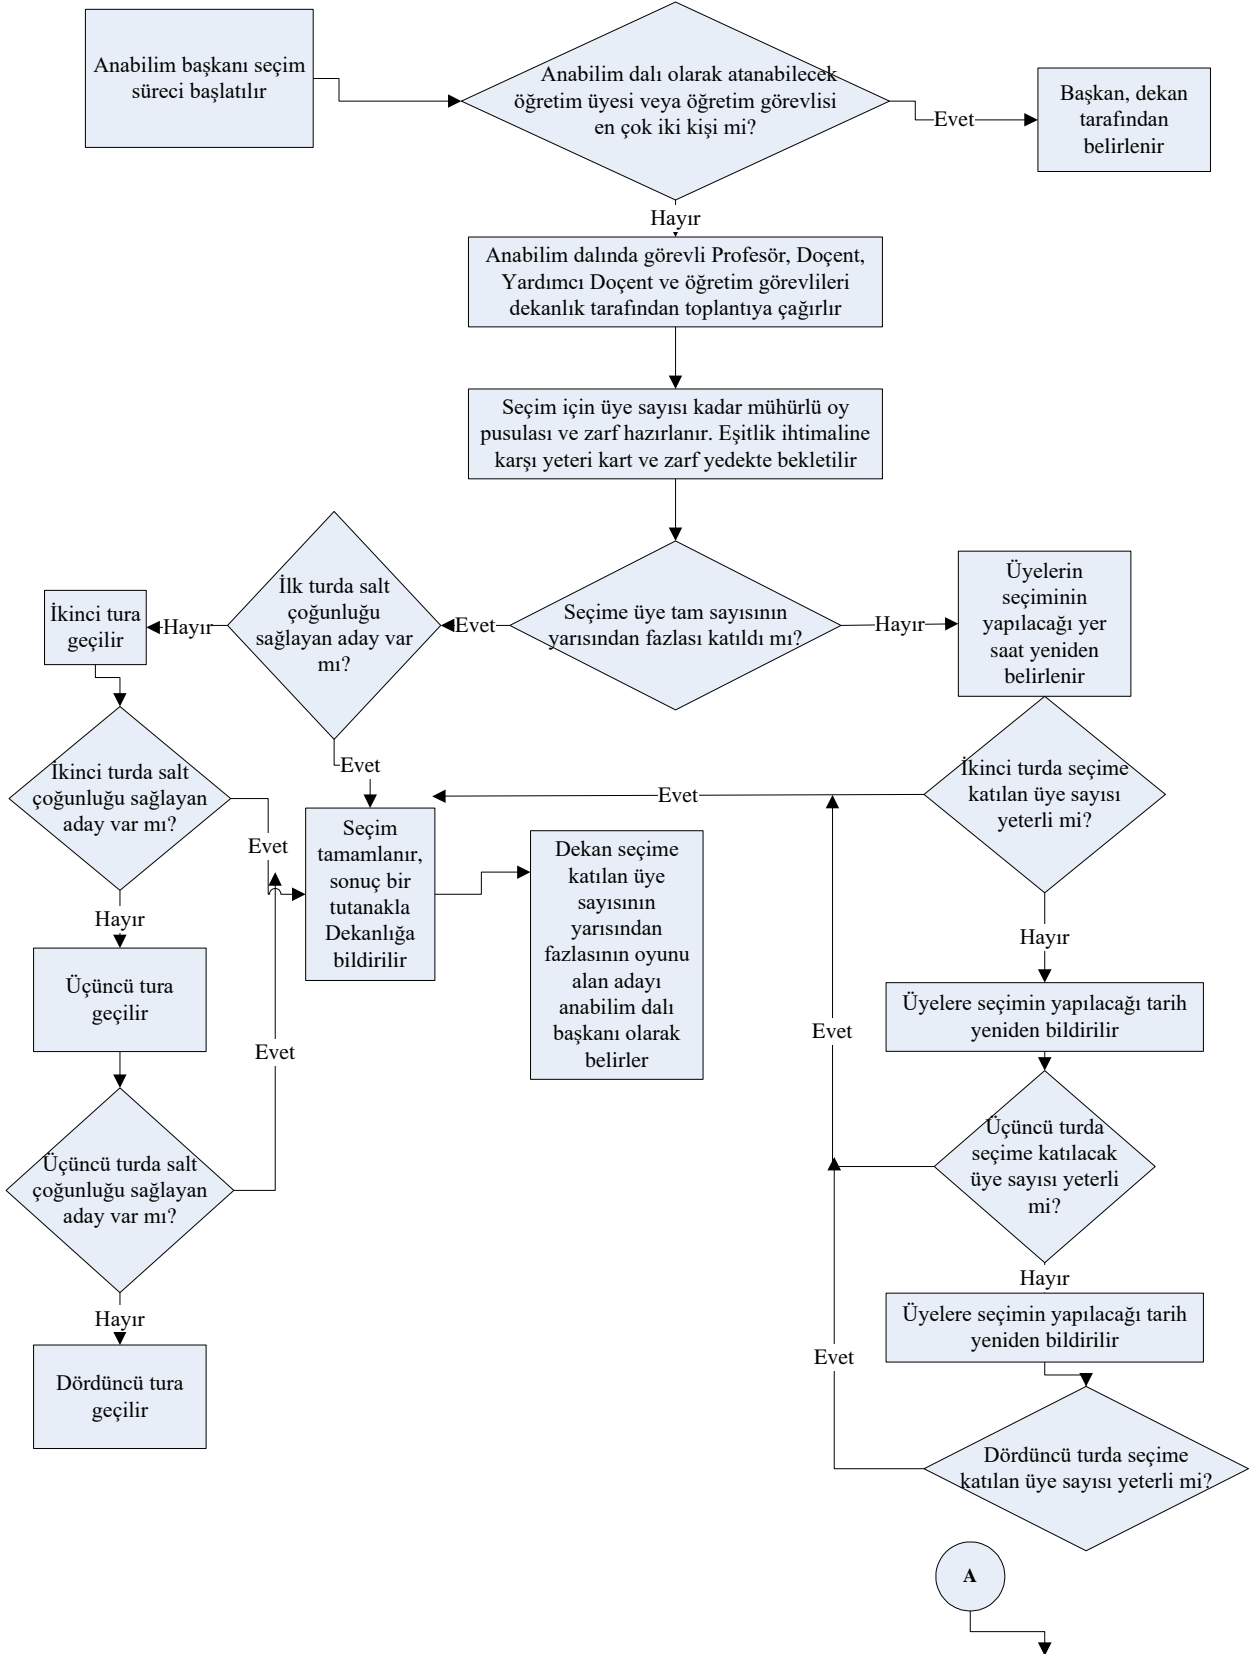 Anabilim başkanı seçim
süreci başlatılır
Anabilim dalı olarak atanabilecek
öğretim üyesi veya öğretim görevlisi
en çok iki kişi mi?
Evet
Başkan, dekan
tarafından
belirlenir
Hayır
Anabilim dalında görevli Profesör, Doçent,
Yardımcı Doçent ve öğretim görevlileri
dekanlık tarafından toplantıya çağırlır
Seçim için üye sayısı kadar mühürlü oy
pusulası ve zarf hazırlanır. Eşitlik ihtimaline
karşı yeteri kart ve zarf yedekte bekletilir
Seçime üye tam sayısının
yarısından fazlası katıldı mı?
Evet
Hayır
İlk turda salt
çoğunluğu
sağlayan aday var
mı?
Hayır
İkinci tura
geçilir
Üyelerin
seçiminin
yapılacağı yer
saat yeniden
belirlenir
Evet
İkinci turda salt
çoğunluğu sağlayan
aday var mı?
Evet
Hayır
Seçim
tamamlanır,
sonuç bir
tutanakla
Dekanlığa
bildirilir
Dekan seçime
katılan üye
sayısının
yarısından
fazlasının oyunu
alan adayı
anabilim dalı
başkanı olarak
belirler
Evet
İkinci turda seçime
katılan üye sayısı
yeterli mi?
Hayır
Üçüncü tura
geçilir
Evet
Üçüncü turda salt
çoğunluğu sağlayan
aday var mı?
Hayır
Dördüncü tura
geçilir
Üyelere seçimin yapılacağı tarih
yeniden bildirilir
Evet
Üçüncü turda
seçime katılacak
üye sayısı yeterli
mi?
Hayır
Üyelere seçimin yapılacağı tarih
yeniden bildirilir
Evet
Dördüncü turda seçime
katılan üye sayısı yeterli mi?
A